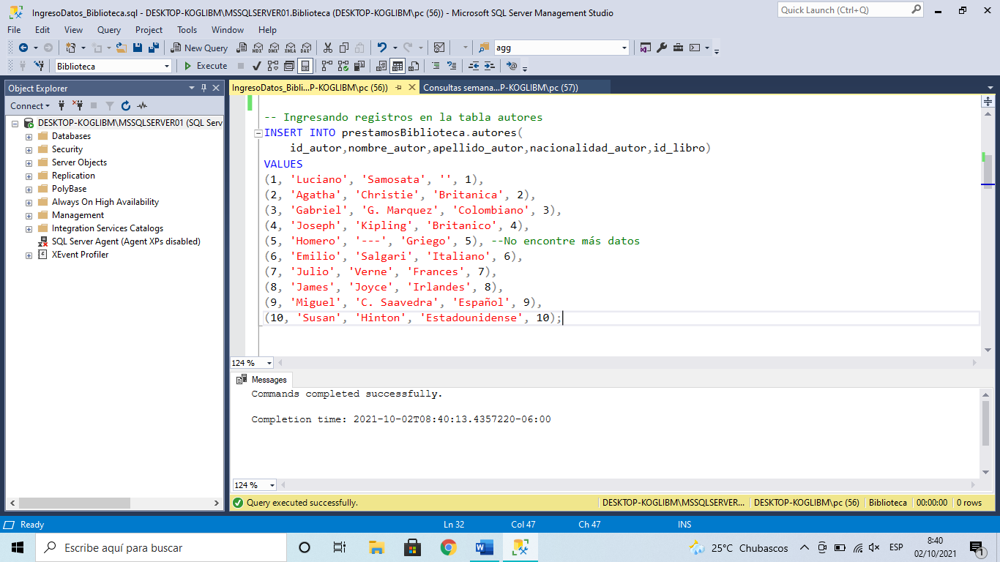 IngresoDatos_Biblioteca.sql - DESKTOP-KOGLIBM\MSSQLSERVER01.Biblioteca (DESKTOP-KOGLIBM\pc (56)) - Microsoft SQL Server Management Studio
Quick Launch (Ctrl+Q)
File Edit View Query Project Tools Window Help
New Query MDX DMX XMLA DAX agg
Biblioteca Execute
Object Explorer
IngresoDatos_Bibli...P-KOGLIBM\pc (56)) Consultas semana...P-KOGLIBM\pc (57))
Connect
DESKTOP-KOGLIBM\MSSQLSERVER01 (SQL Serv
Databases
Security
Server Objects
Replication
PolyBase
Always On High Availability
Management
Integration Services Catalogs
SQL Server Agent (Agent XPs disabled)
XEvent Profiler
-- Ingresando registros en la tabla autores
INSERT INTO prestamosBiblioteca.autores(
id_autor,nombre_autor,apellido_autor,nacionalidad_autor,id_libro)
VALUES
(1, 'Luciano', 'Samosata', '', 1),
(2, 'Agatha', 'Christie', 'Britanica', 2),
(3, 'Gabriel', 'G. Marquez', 'Colombiano', 3),
(4, 'Joseph', 'Kipling', 'Britanico', 4),
(5, 'Homero', '---', 'Griego', 5), --No encontre más datos
(6, 'Emilio', 'Salgari', 'Italiano', 6),
(7, 'Julio', 'Verne', 'Frances', 7),
(8, 'James', 'Joyce', 'Irlandes', 8),
(9, 'Miguel', 'C. Saavedra', 'Español', 9),
(10, 'Susan', 'Hinton', 'Estadounidense', 10);
124 %
Messages
Commands completed successfully.
Completion time: 2021-10-02T08:40:13.4357220-06:00
124 %
Query executed successfully. DESKTOP-KOGLIBM\MSSQLSERVER... DESKTOP-KOGLIBM\pc (56) Biblioteca 00:00:00 0 rows
Ready Ln 32 Col 47 Ch 47 INS
Escribe aquí para buscar
25°C Chubascos ESP
8:40
02/10/2021
1